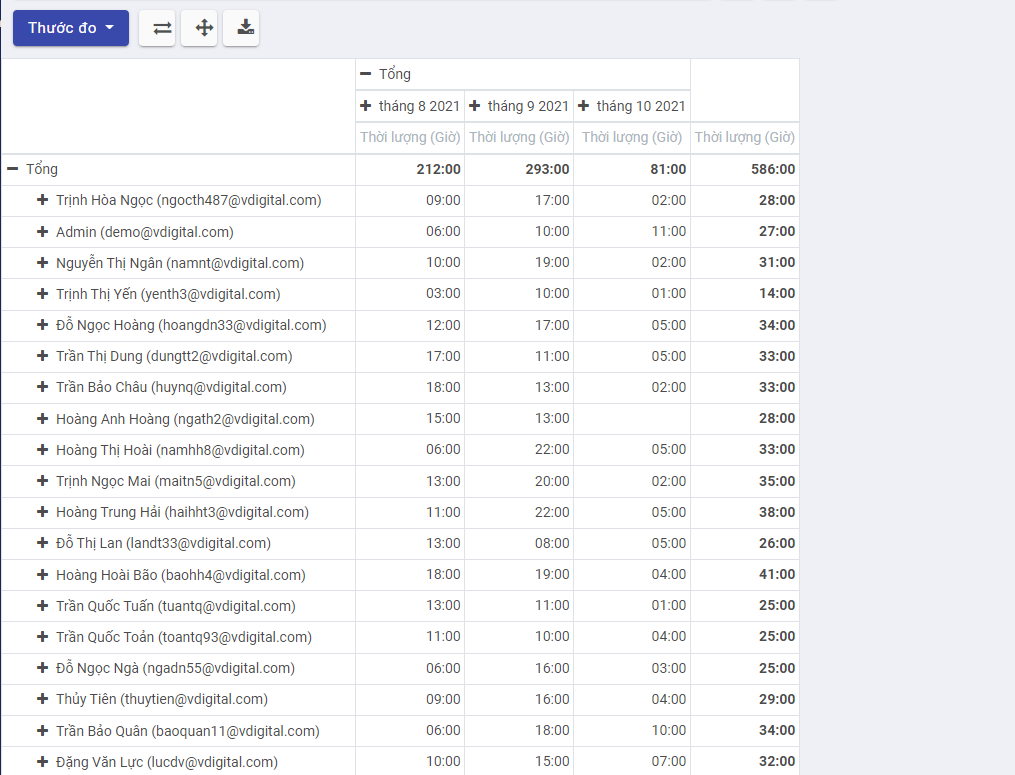 Thước đo
Tổng
tháng 8 2021 tháng 9 2021 tháng 10 2021
Thời lượng (Giờ) Thời lượng (Giờ) Thời lượng (Giờ) Thời lượng (Giờ)
Tổng 212:00 293:00 81:00 586:00
Trịnh Hòa Ngọc (ngocth487@vdigital.com) 09:00 17:00 02:00 28:00
Admin (demo@vdigital.com) 06:00 10:00 11:00 27:00
Nguyễn Thị Ngân (namnt@vdigital.com) 10:00 19:00 02:00 31:00
Trịnh Thị Yến (yenth3@vdigital.com) 03:00 10:00 01:00 14:00
Đỗ Ngọc Hoàng (hoangdn33@vdigital.com) 12:00 17:00 05:00 34:00
Trần Thị Dung (dungtt2@vdigital.com) 17:00 11:00 05:00 33:00
Trần Bảo Châu (huynq@vdigital.com) 18:00 13:00 02:00 33:00
Hoàng Anh Hoàng (ngath2@vdigital.com) 15:00 13:00 28:00
Hoàng Thị Hoài (namhh8@vdigital.com) 06:00 22:00 05:00 33:00
Trịnh Ngọc Mai (maitn5@vdigital.com) 13:00 20:00 02:00 35:00
Hoàng Trung Hải (haihht3@vdigital.com) 11:00 22:00 05:00 38:00
Đỗ Thị Lan (landt33@vdigital.com) 13:00 08:00 05:00 26:00
Hoàng Hoài Bão (baohh4@vdigital.com) 18:00 19:00 04:00 41:00
Trần Quốc Tuấn (tuantq@vdigital.com) 13:00 11:00 01:00 25:00
Trần Quốc Toản (toantq93@vdigital.com) 11:00 10:00 04:00 25:00
Đỗ Ngọc Ngà (ngadn55@vdigital.com) 06:00 16:00 03:00 25:00
Thủy Tiên (thuytien@vdigital.com) 09:00 16:00 04:00 29:00
Trần Bảo Quân (baoquan11@vdigital.com) 06:00 18:00 10:00 34:00
Đặng Văn Lực (lucdv@vdigital.com) 10:00 15:00 07:00 32:00